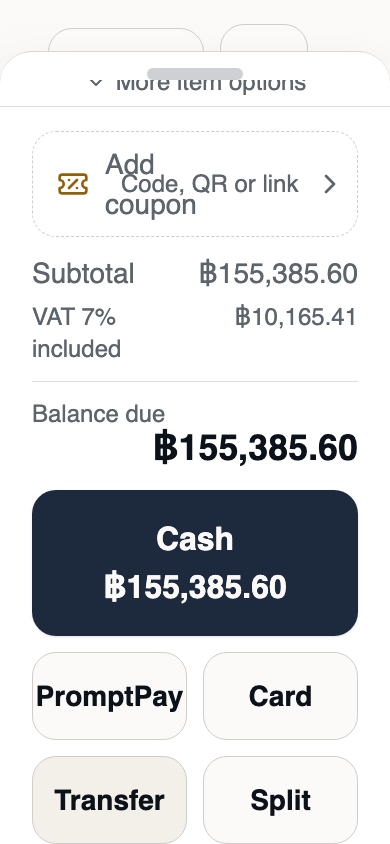 More item options
Add
Code, QR or link
coupon
Subtotal ฿155,385.60
VAT 7% ฿10,165.41
included
Balance due
฿155,385.60
Cash
฿155,385.60
PromptPay Card
Transfer Split